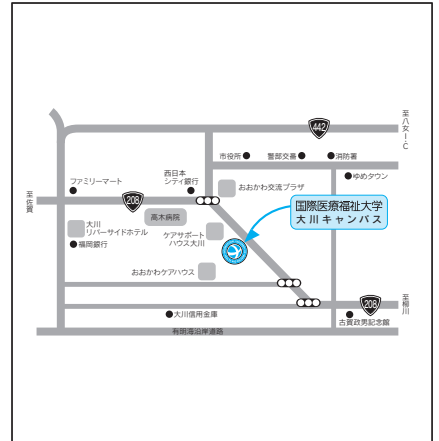 442
至八女I・C
市役所
警部交番
消防署
西日本
シティ銀行
ファミリーマート
おおかわ交流プラザ
ゆめタウン
至佐賀
208
高木病院
国際医療福祉大学
大川キャンパス
大川
リバーサイドホテル
福岡銀行
ケアサポート
ハウス大川
おおかわケアハウス
至柳川
208
大川信用金庫
古賀政男記念館
有明海沿岸道路